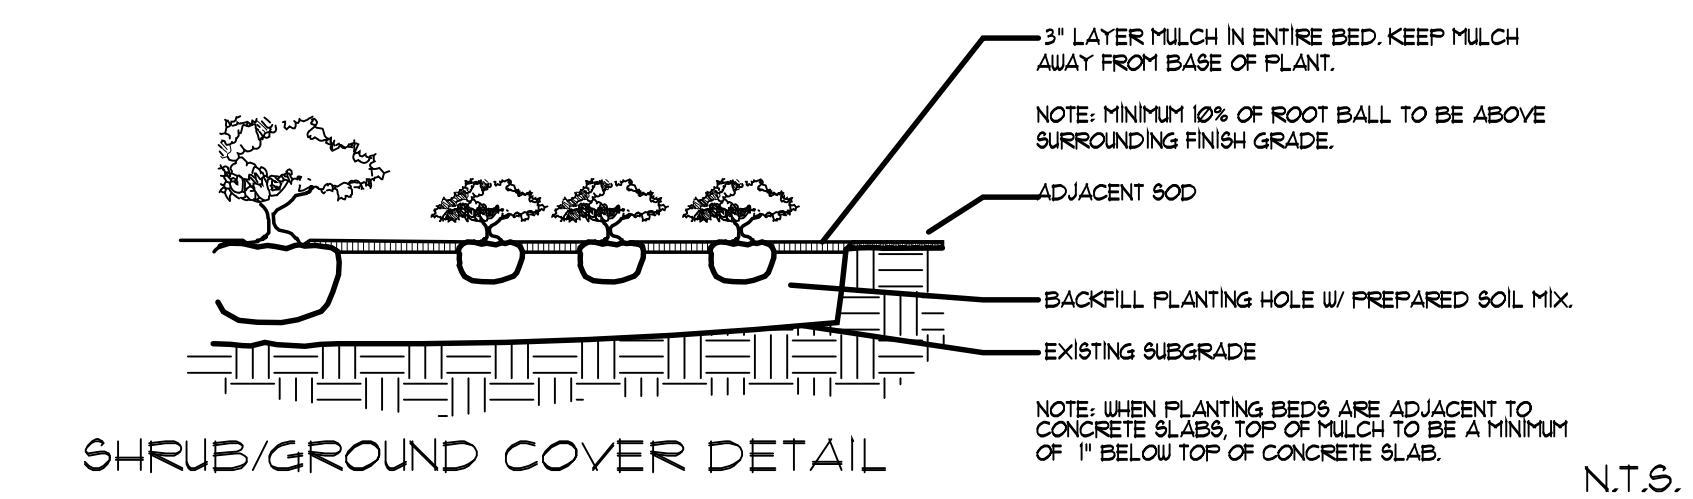 3" LAYER MULCH IN ENTIRE BED. KEEP MULCH
AWAY FROM BASE OF PLANT.
NOTE: MINIMUM 10% OF ROOT BALL TO BE ABOVE
SURROUNDING FINISH GRADE.
ADJACENT SOD
BACKFILL PLANTING HOLE W/ PREPARED SOIL MIX.
EXISTING SUBGRADE
NOTE: WHEN PLANTING BEDS ARE ADJACENT TO
CONCRETE SLABS, TOP OF MULCH TO BE A MINIMUM
OF 1" BELOW TOP OF CONCRETE SLAB.
SHRUB/GROUND COVER DETAIL
N.T.S.